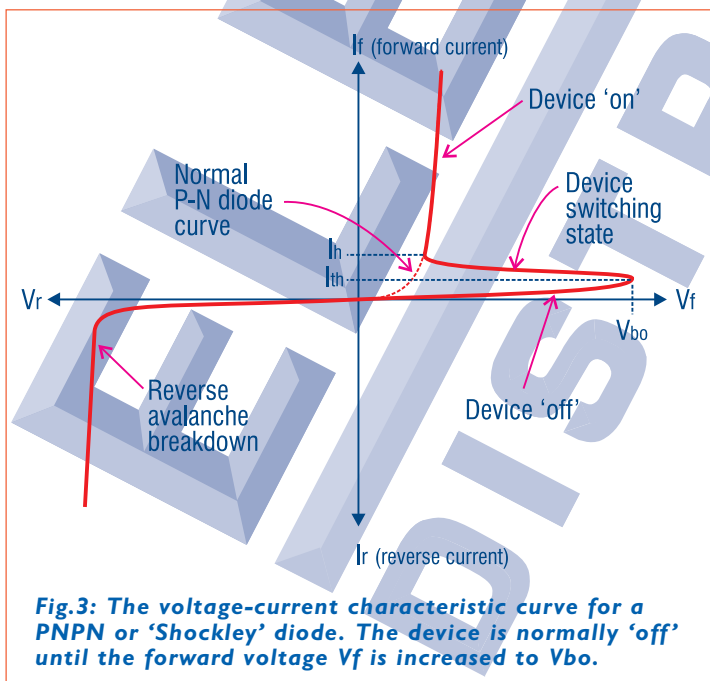 If (forward current)
Device ‘on’
Normal
P-N diode
curve
Device
switching
state
Ih
Ith
Vr
Vf
Vbo
Reverse
avalanche
breakdown
Device ‘off’
Ir (reverse current)
Fig.3: The voltage-current characteristic curve for a
PNPN or ‘Shockley’ diode. The device is normally ‘off’
until the forward voltage Vf is increased to Vbo.
DISTR